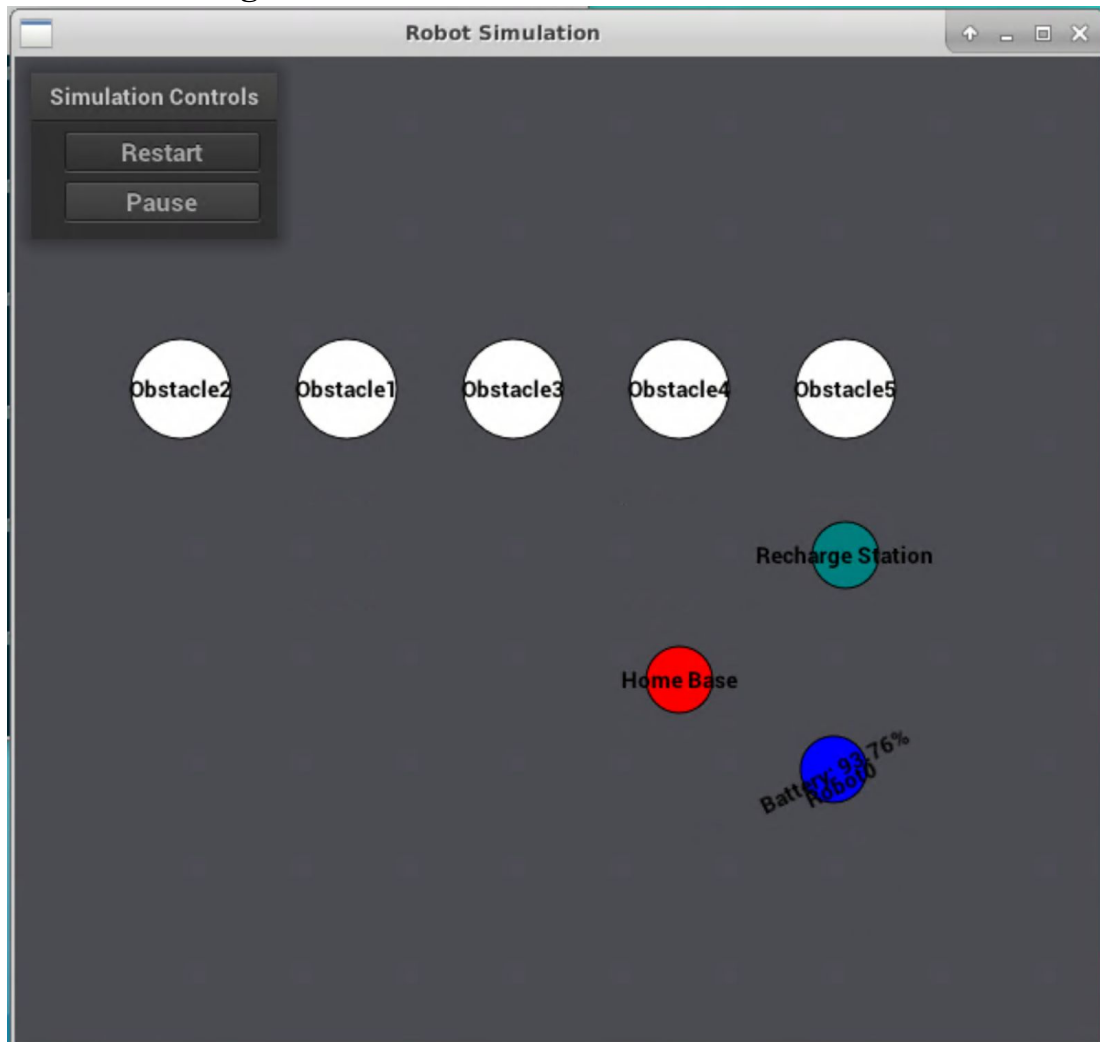 Robot Simulation
Simulation Controls
Restart
Pause
Obstacle2 Obstacle1 Obstacle3 Obstacle4 Obstacle5
Recharge Station
Home Base
Battery: 93.76%
Robot0